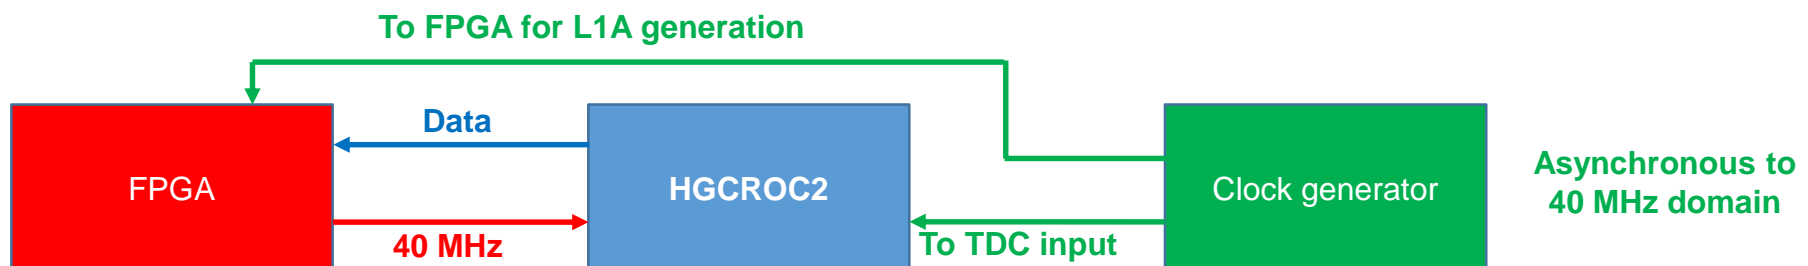 To FPGA for L1A generation
Data
FPGA
HGCROC2
Clock generator
Asynchronous to
40 MHz domain
40 MHz
To TDC input